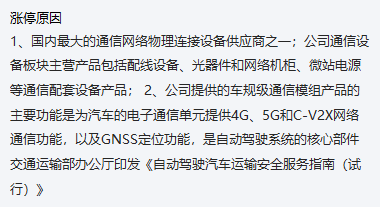 涨停原因
1、国内最大的通信网络物理连接设备供应商之一；公司通信设
备板块主营产品包括配线设备、光器件和网络机柜、微站电源
等通信配套设备产品； 2、公司提供的车规级通信模组产品的
主要功能是为汽车的电子通信单元提供4G、5G和C-V2X网络
通信功能，以及GNSS定位功能，是自动驾驶系统的核心部件
交通运输部办公厅印发《自动驾驶汽车运输安全服务指南（试
行）》